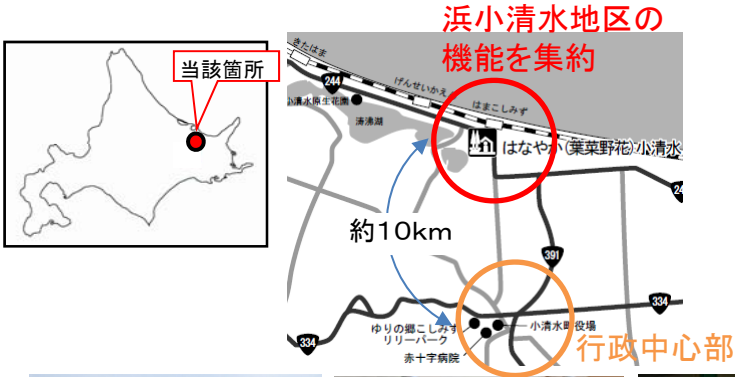 当該箇所
浜小清水地区の
機能を集約
きたはま
244
げんせいかえん
はまこしみず
小清水原生花園
涛沸湖
はなやか(葉菜野花)小清水
24
約10km
391
334
ゆりの郷こしみず
リリーパーク
小清水町役場
334
赤十字病院
行政中心部